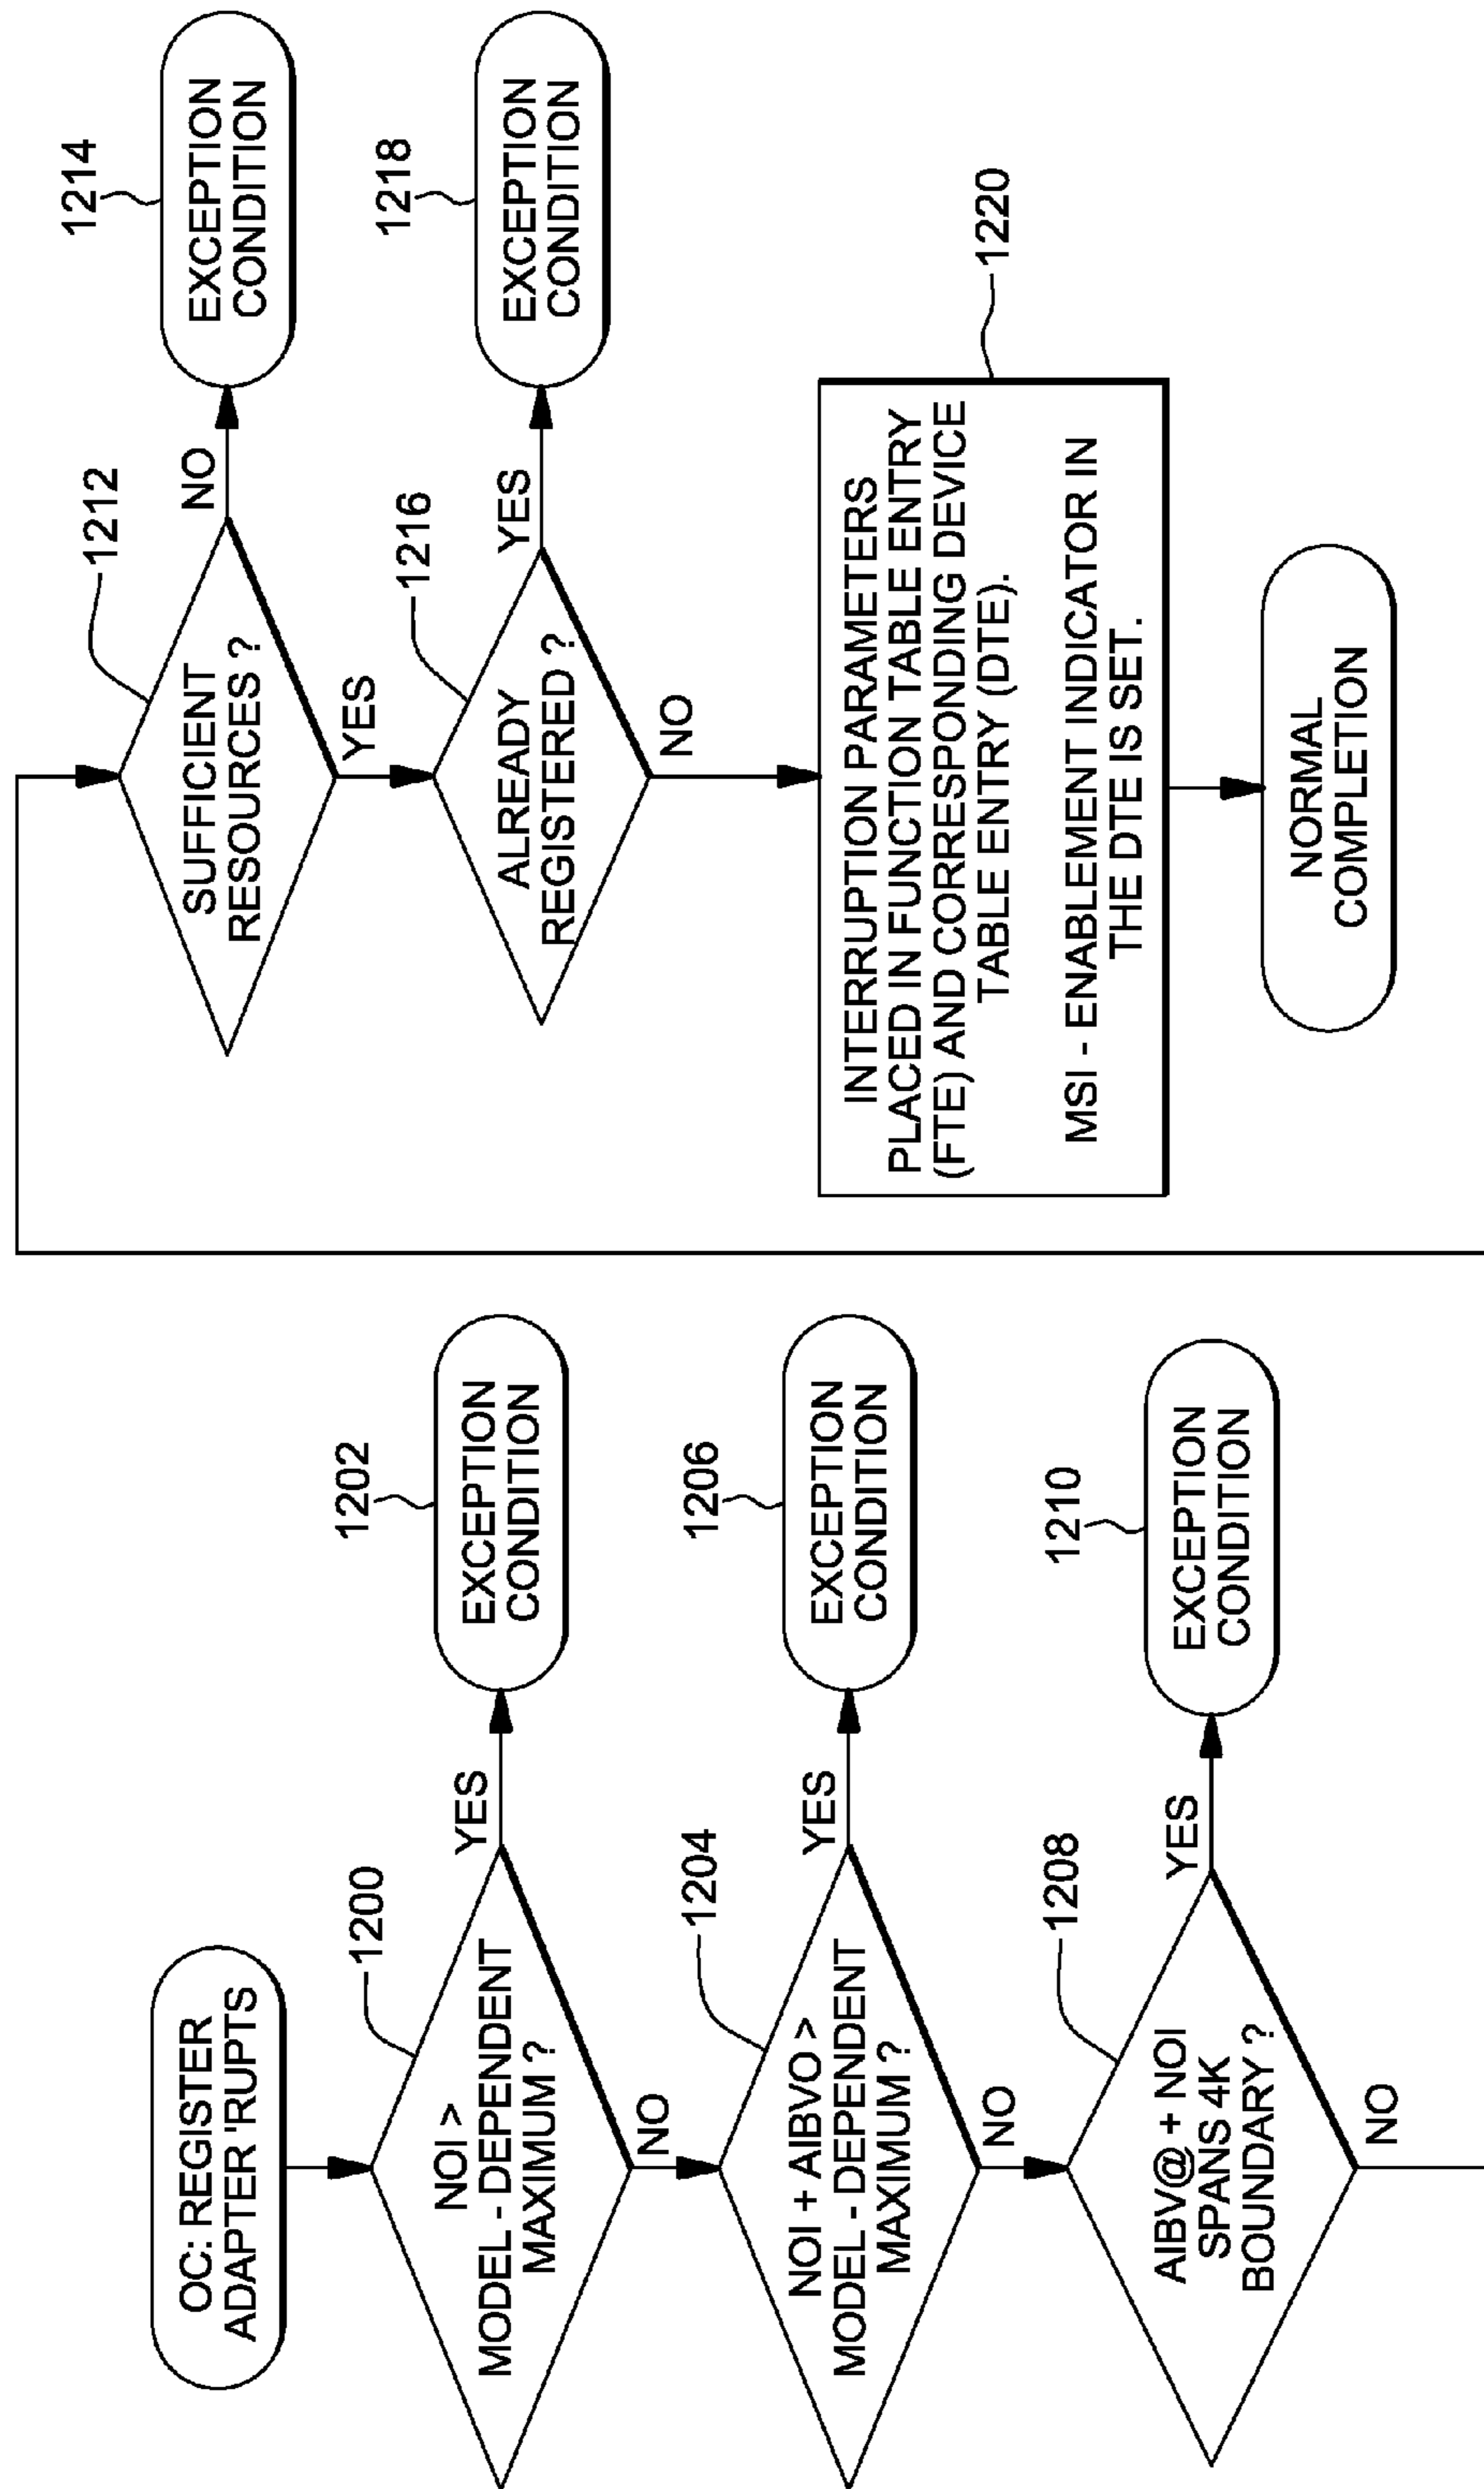 OC: REGISTER
ADAPTER 'RUPTS
1200
NOI >
MODEL - DEPENDENT
MAXIMUM ?
YES
1202
EXCEPTION
CONDITION
NO
1204
NOI + AIBVO >
MODEL - DEPENDENT
MAXIMUM ?
YES
1206
EXCEPTION
CONDITION
NO
1208
AIBV@ + NOI
SPANS 4K
BOUNDARY ?
YES
1210
EXCEPTION
CONDITION
NO
1212
SUFFICIENT
RESOURCES ?
NO
1214
EXCEPTION
CONDITION
YES
1216
ALREADY
REGISTERED ?
YES
1218
EXCEPTION
CONDITION
NO
1220
INTERRUPTION PARAMETERS
PLACED IN FUNCTION TABLE ENTRY
(FTE) AND CORRESPONDING DEVICE
TABLE ENTRY (DTE).
MSI - ENABLEMENT INDICATOR IN
THE DTE IS SET.
NORMAL
COMPLETION